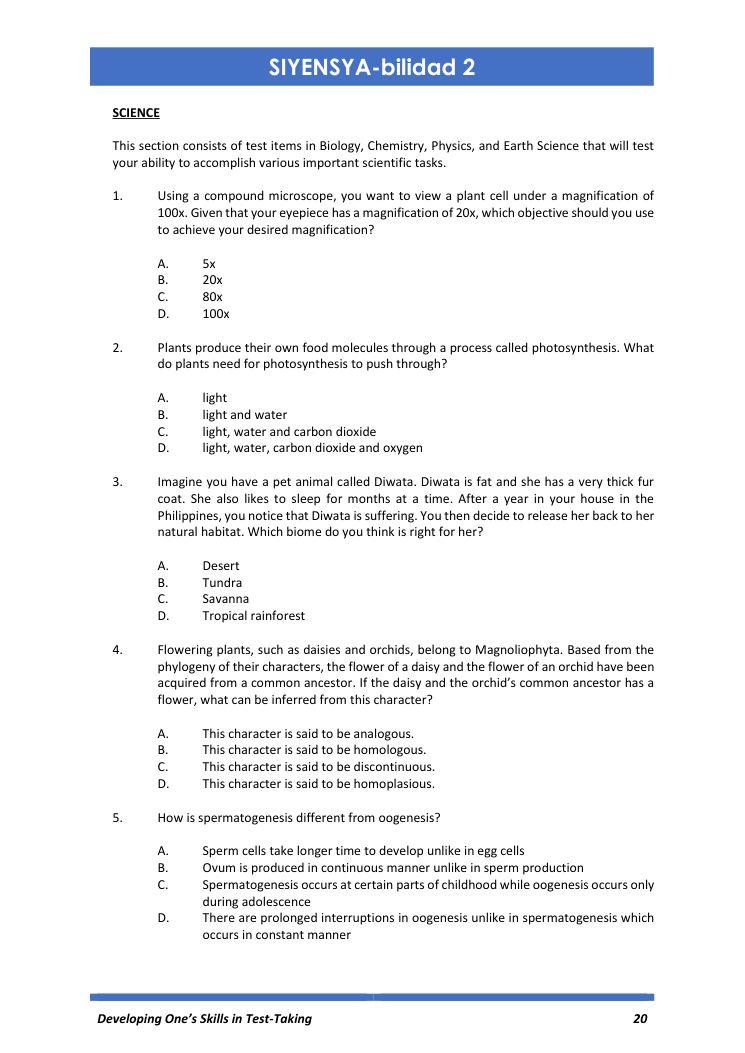 SIYENSYA-bilidad 2
SCIENCE
This section consists of test items in Biology, Chemistry, Physics, and Earth Science that will test
your ability to accomplish various important scientific tasks.
1. Using a compound microscope, you want to view a plant cell under a magnification of
100x. Given that your eyepiece has a magnification of 20x, which objective should you use
to achieve your desired magnification?
A. 5x
B. 20x
C. 80x
D. 100x
2. Plants produce their own food molecules through a process called photosynthesis. What
do plants need for photosynthesis to push through?
A. light
B. light and water
C. light, water and carbon dioxide
D. light, water, carbon dioxide and oxygen
3. Imagine you have a pet animal called Diwata. Diwata is fat and she has a very thick fur
coat. She also likes to sleep for months at a time. After a year in your house in the
Philippines, you notice that Diwata is suffering. You then decide to release her back to her
natural habitat. Which biome do you think is right for her?
A. Desert
B. Tundra
C. Savanna
D. Tropical rainforest
4. Flowering plants, such as daisies and orchids, belong to Magnoliophyta. Based from the
phylogeny of their characters, the flower of a daisy and the flower of an orchid have been
acquired from a common ancestor. If the daisy and the orchid's common ancestor has a
flower, what can be inferred from this character?
A. This character is said to be analogous.
B. This character is said to be homologous.
C. This character is said to be discontinuous.
D. This character is said to be homoplasious.
5. How is spermatogenesis different from oogenesis?
A. Sperm cells take longer time to develop unlike in egg cells
B. Ovum is produced in continuous manner unlike in sperm production
C. Spermatogenesis occurs at certain parts of childhood while oogenesis occurs only
during adolescence
D. There are prolonged interruptions in oogenesis unlike in spermatogenesis which
occurs in constant manner
Developing One's Skills in Test-Taking 20